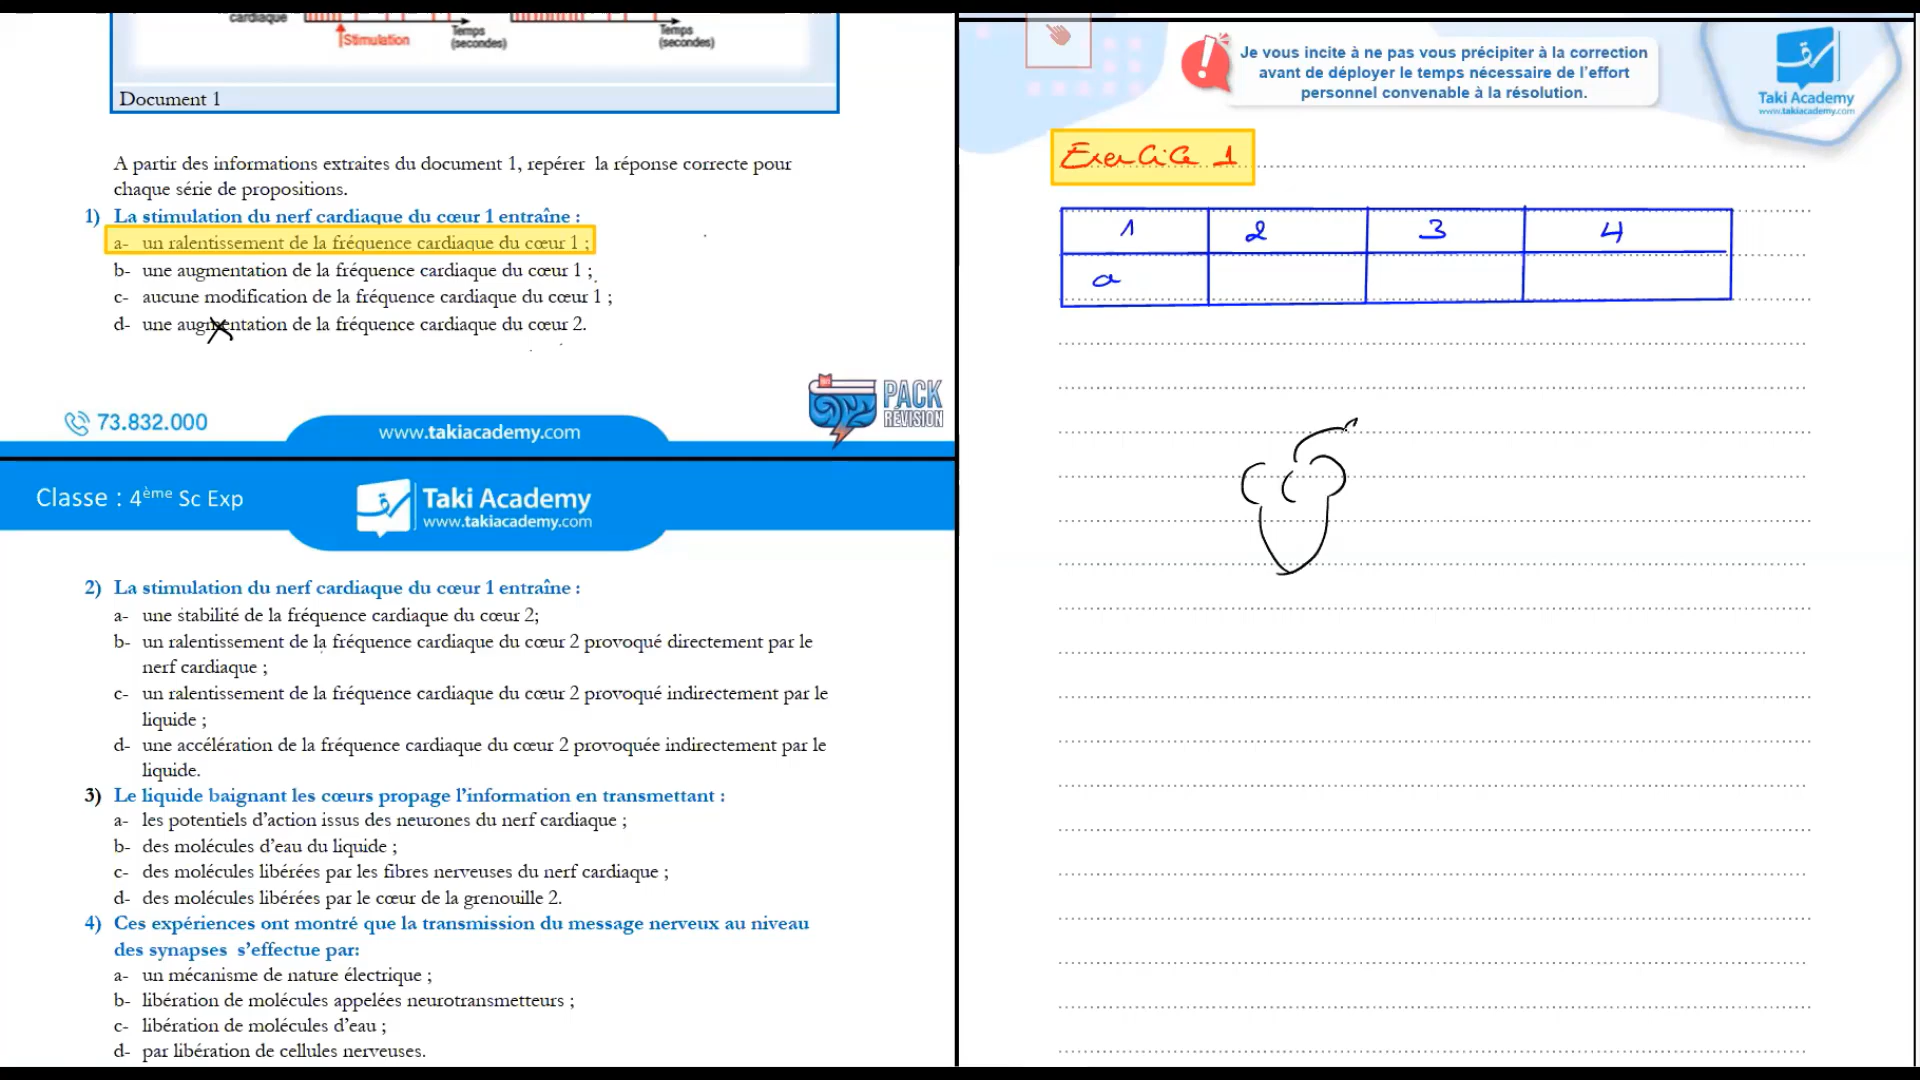 cardiaque
Stimulation
Temps
(secondes)
Temps
(secondes)
Document 1
A partir des informations extraites du document 1, repérer la réponse correcte pour
chaque série de propositions.
1) La stimulation du nerf cardiaque du cœur 1 entraîne :
a- un ralentissement de la fréquence cardiaque du cœur 1 ;
b- une augmentation de la fréquence cardiaque du cœur 1 ;
c- aucune modification de la fréquence cardiaque du cœur 1 ;
d- une augmentation de la fréquence cardiaque du cœur 2.
PACK
RÉVISION
73.832.000
www.takiacademy.com
Classe : 4ème Sc Exp
Taki Academy
www.takiacademy.com
2) La stimulation du nerf cardiaque du cœur 1 entraîne :
a- une stabilité de la fréquence cardiaque du cœur 2;
b- un ralentissement de la fréquence cardiaque du cœur 2 provoqué directement par le
nerf cardiaque ;
c- un ralentissement de la fréquence cardiaque du cœur 2 provoqué indirectement par le
liquide ;
d- une accélération de la fréquence cardiaque du cœur 2 provoquée indirectement par le
liquide.
3) Le liquide baignant les cœurs propage l’information en transmettant :
a- les potentiels d’action issus des neurones du nerf cardiaque ;
b- des molécules d’eau du liquide ;
c- des molécules libérées par les fibres nerveuses du nerf cardiaque ;
d- des molécules libérées par le cœur de la grenouille 2.
4) Ces expériences ont montré que la transmission du message nerveux au niveau
des synapses s’effectue par:
a- un mécanisme de nature électrique ;
b- libération de molécules appelées neurotransmetteurs ;
c- libération de molécules d’eau ;
d- par libération de cellules nerveuses.
Je vous incite à ne pas vous précipiter à la correction
avant de déployer le temps nécessaire de l’effort
personnel convenable à la résolution.
Taki Academy
www.takiacademy.com
Exercice 1
1 2 3 4
a